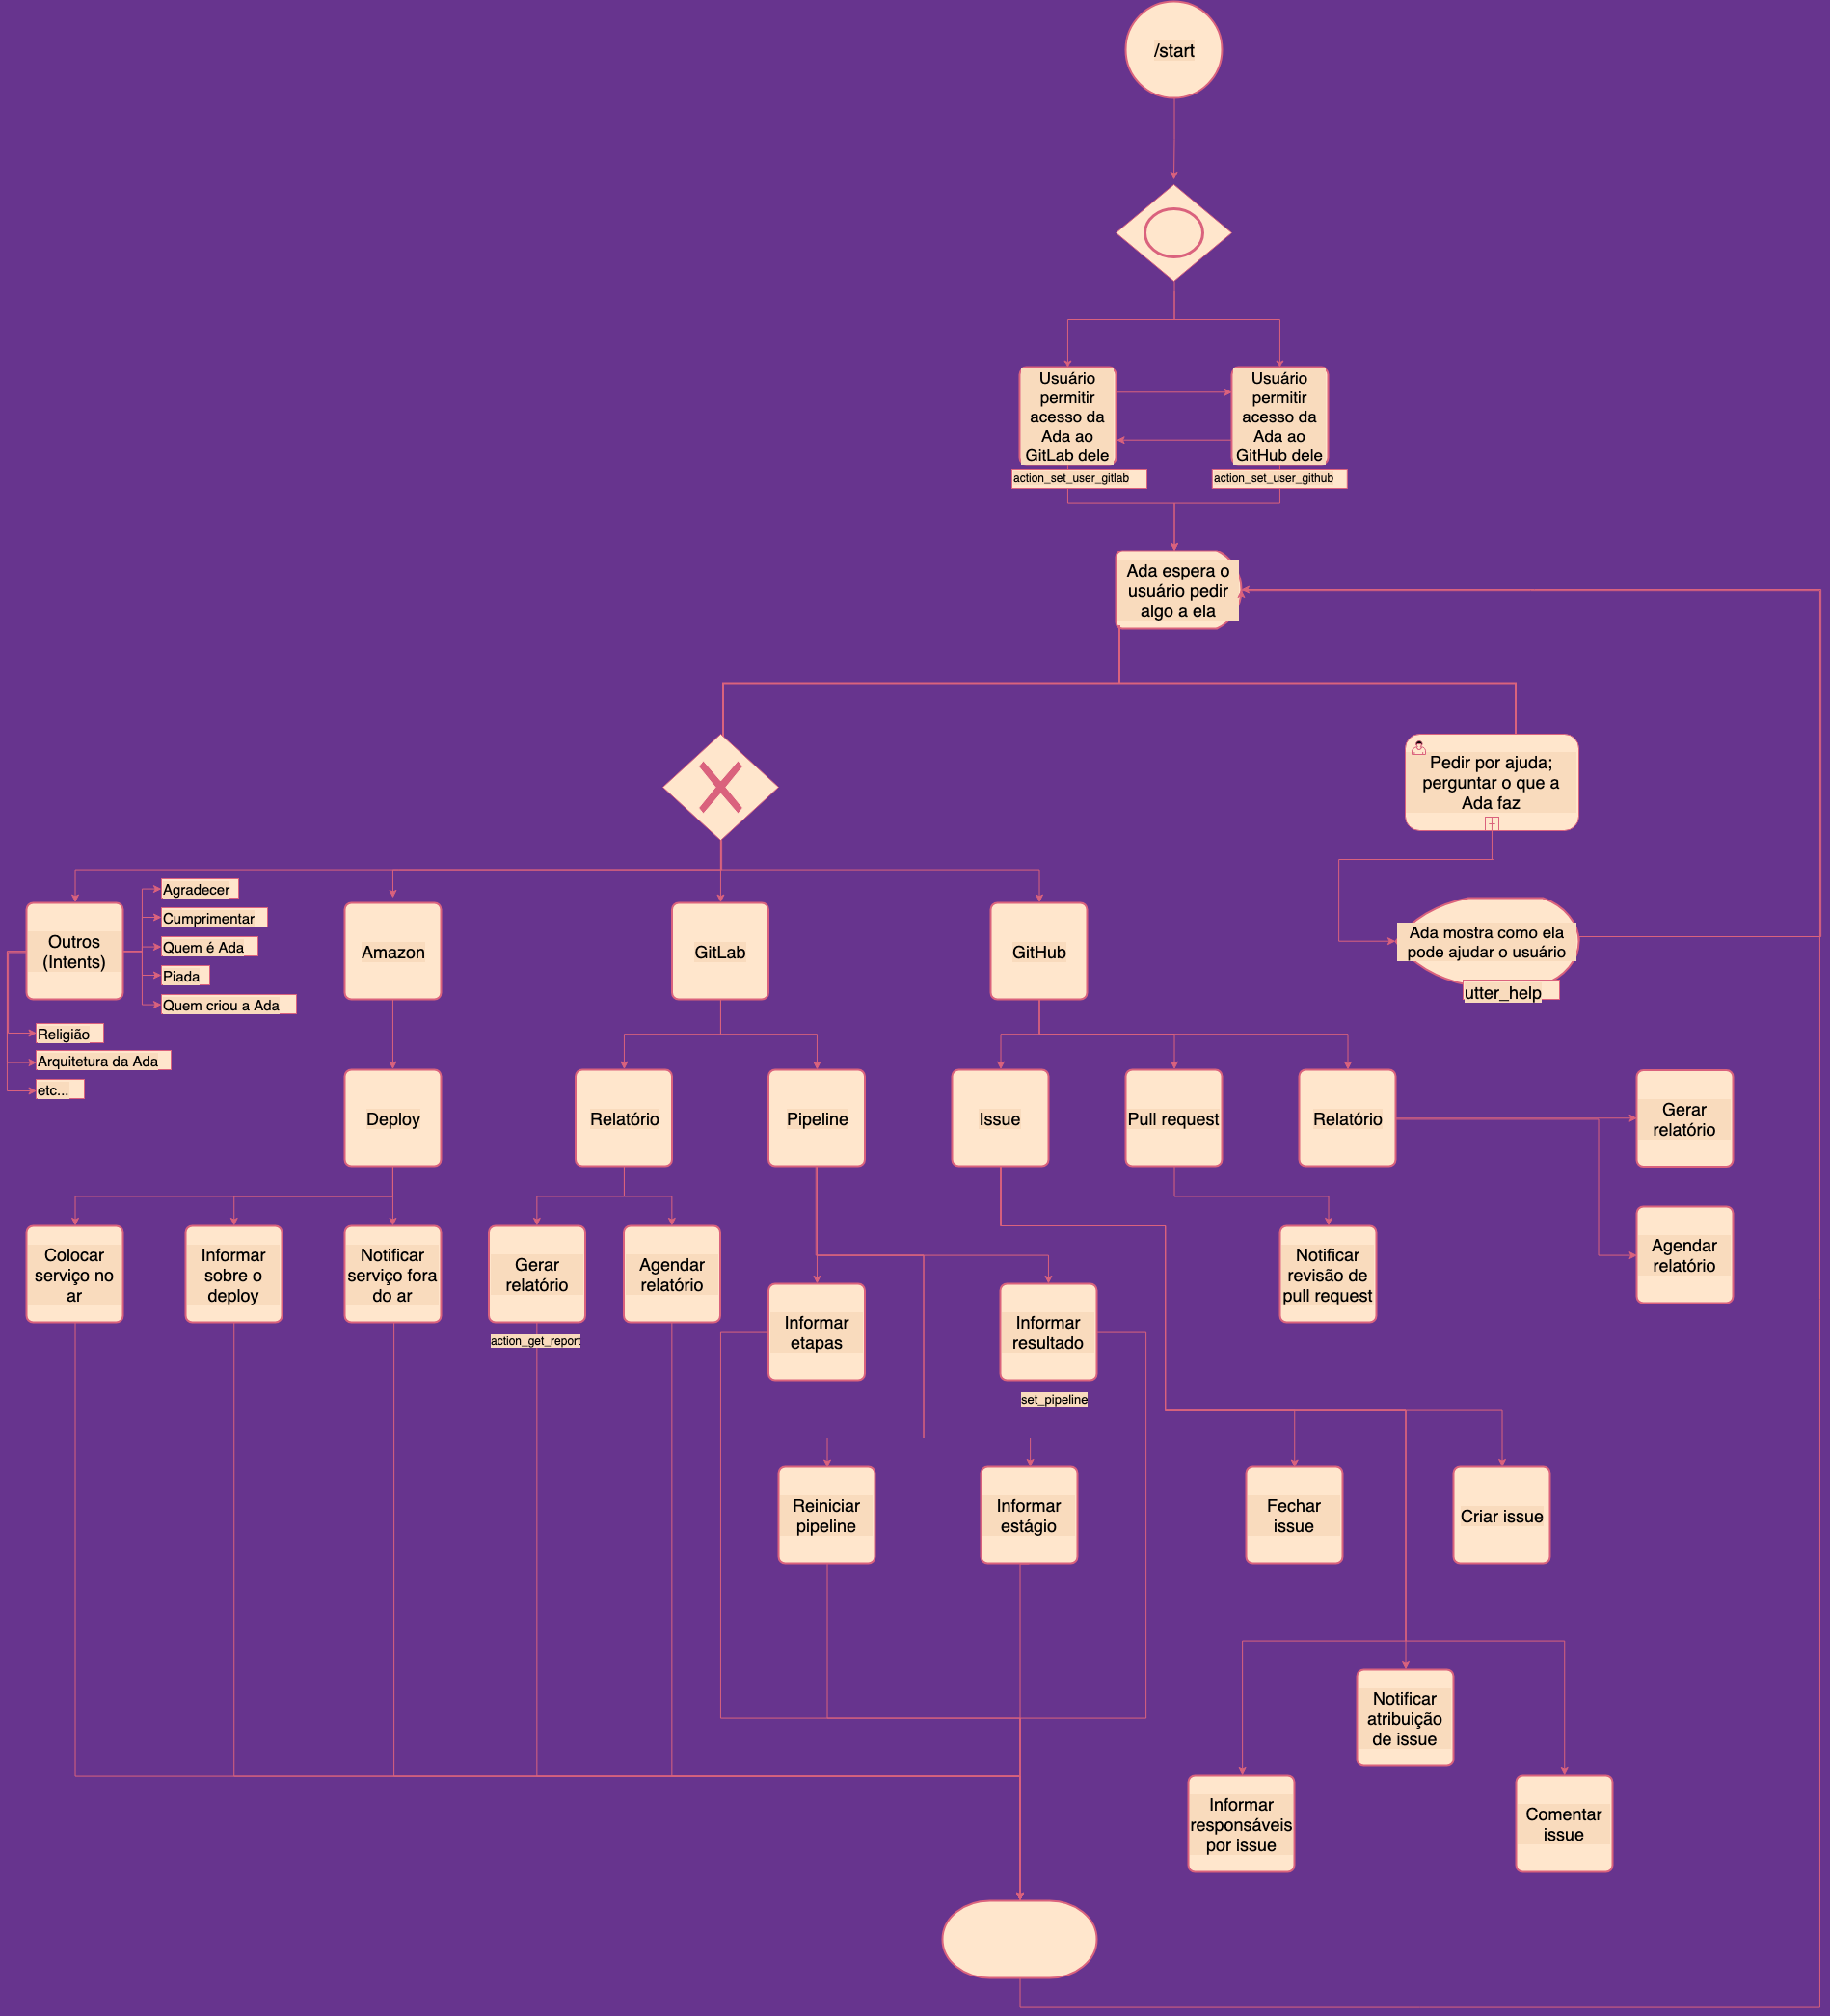 /start
Usuário
permitir
acesso da
Ada ao
GitLab dele
Usuário
permitir
acesso da
Ada ao
GitHub dele
action_set_user_gitlab
action_set_user_github
Ada espera o
usuário pedir
algo a ela
Pedir por ajuda;
perguntar o que a
Ada faz
Ada mostra como ela
pode ajudar o usuário
utter_help
Outros
(Intents)
Agradecer
Cumprimentar
Quem é Ada
Piada
Quem criou a Ada
Religião
Arquitetura da Ada
etc...
Amazon
GitLab
GitHub
Deploy
Relatório
Pipeline
Issue
Pull request
Relatório
Gerar
relatório
Agendar
relatório
Colocar
serviço no
ar
Informar
sobre o
deploy
Notificar
serviço fora
do ar
Gerar
relatório
action_get_report
Agendar
relatório
Informar
etapas
Informar
resultado
set_pipeline
Notificar
revisão de
pull request
Reiniciar
pipeline
Informar
estágio
Fechar
issue
Criar issue
Notificar
atribuição
de issue
Informar
responsáveis
por issue
Comentar
issue